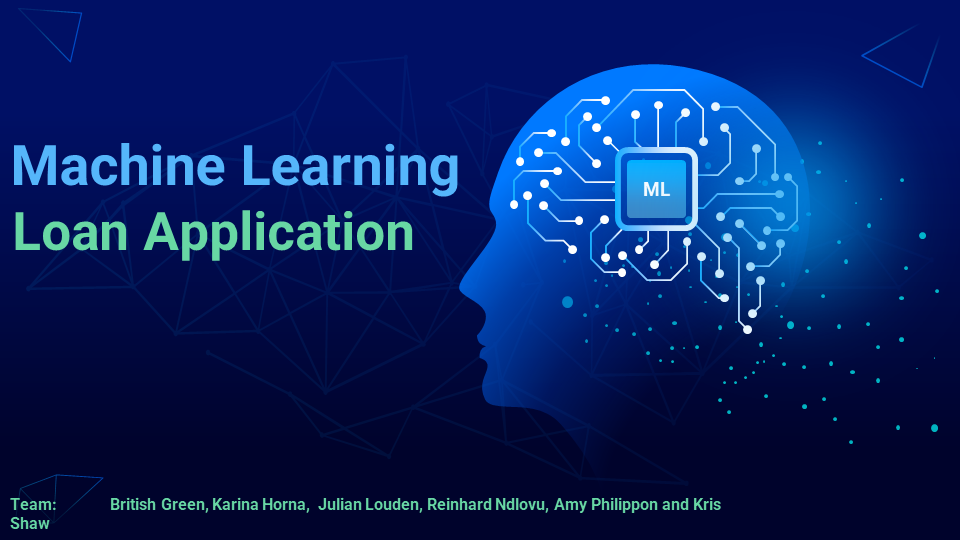 Machine Learning
Loan Application
ML
Team: British Green, Karina Horna, Julian Louden, Reinhard Ndlovu, Amy Philippon and Kris
Shaw